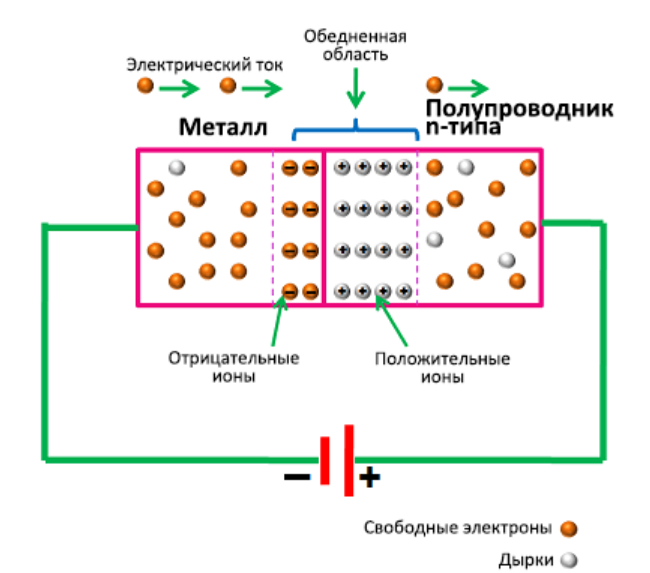 Обедненная
область
Электрический ток
Металл
Полупроводник
n-типа
Отрицательные
ионы
Положительные
ионы
− +
Свободные электроны
Дырки